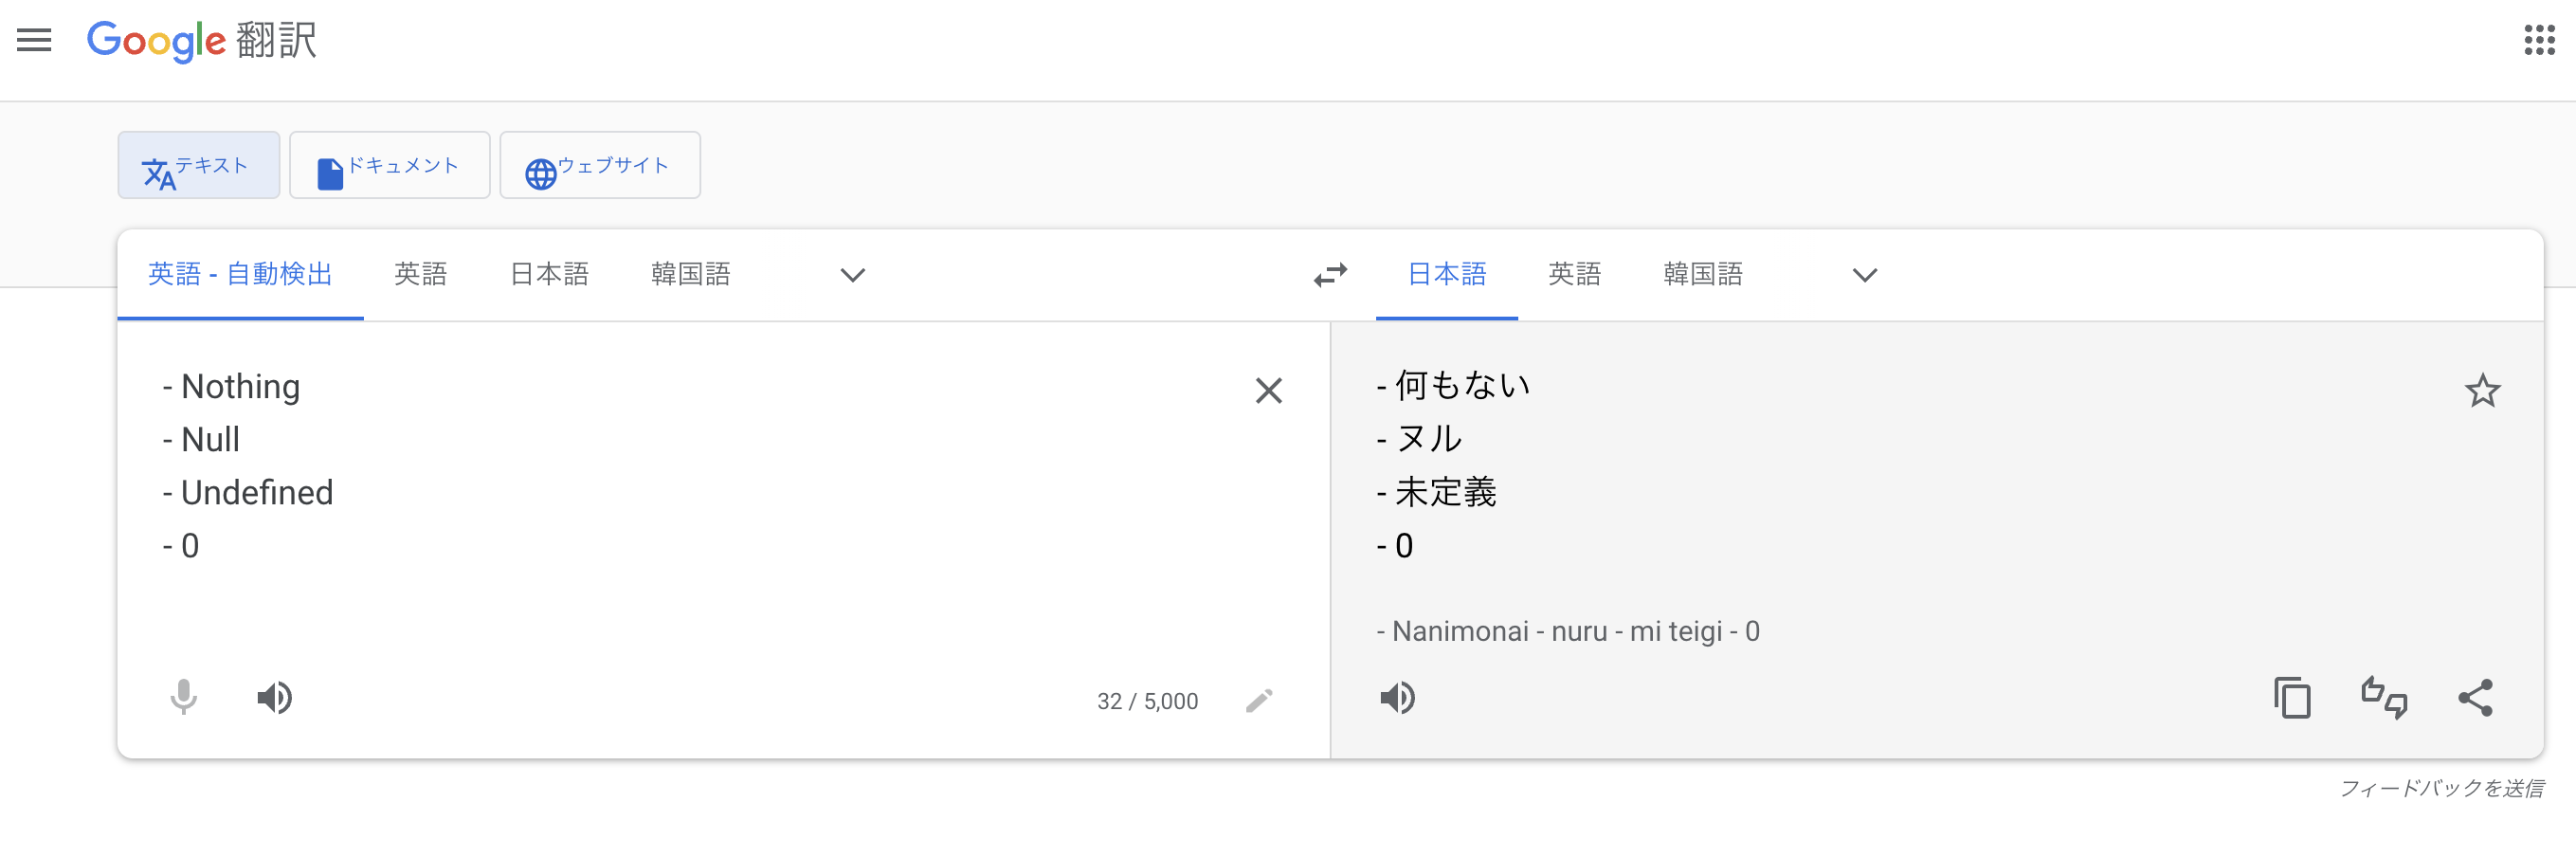 Google 翻訳
テキスト
ドキュメント
ウェブサイト
英語 - 自動検出
英語
日本語
韓国語
日本語
英語
韓国語
- Nothing
- Null
- Undefined
- 0
32 / 5,000
- 何もない
- ヌル
- 未定義
- 0
- Nanimonai - nuru - mi teigi - 0
フィードバックを送信